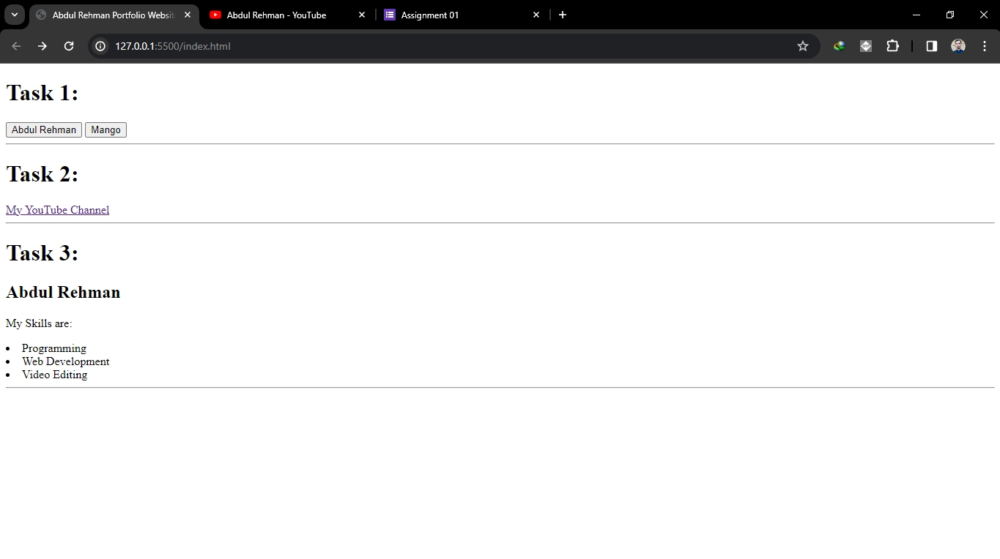 Abdul Rehman Portfolio Websit
Abdul Rehman - YouTube
Assignment 01
127.0.0.1:5500/index.html
Task 1:
Abdul Rehman Mango
Task 2:
My YouTube Channel
Task 3:
Abdul Rehman
My Skills are:
• Programming
• Web Development
• Video Editing